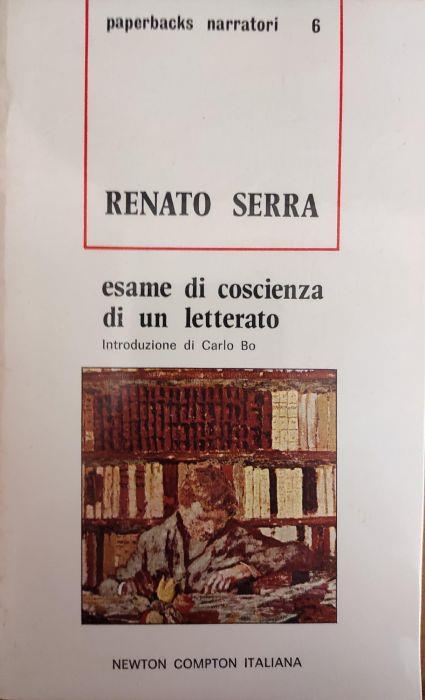 paperbacks narratori 6
RENATO SERRA
esame di coscienza
di un letterato
Introduzione di Carlo Bo
NEWTON COMPTON ITALIANA